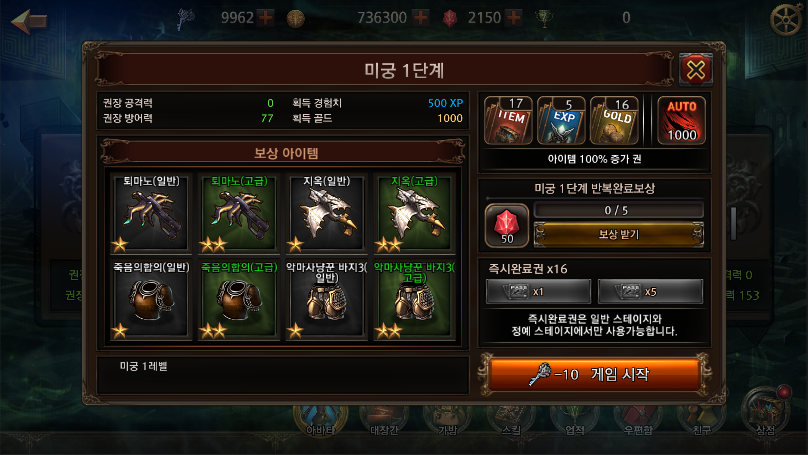 9962
736300
2150
0
미궁 1단계
권장 공격력 0 획득 경험치 500 XP
권장 방어력 77 획득 골드 1000
보상 아이템
퇴마노(일반)
퇴마노(고급)
지옥(일반)
지옥(고급)
죽음의합의(일반)
죽음의합의(고급)
악마사냥꾼 바지3(
일반)
악마사냥꾼 바지3(
고급)
미궁 1레벨
17
ITEM
5
EXP
16
GOLD
AUTO
1000
아이템 100% 증가 권
미궁 1단계 반복완료보상
50
0 / 5
보상 받기
즉시완료권 x16
x1
x5
즉시완료권은 일반 스테이지와
정예 스테이지에서만 사용가능합니다.
-10 게임 시작
력 0
력 153
아바타
대장간
가방
스킬
업적
우편함
친구
상점